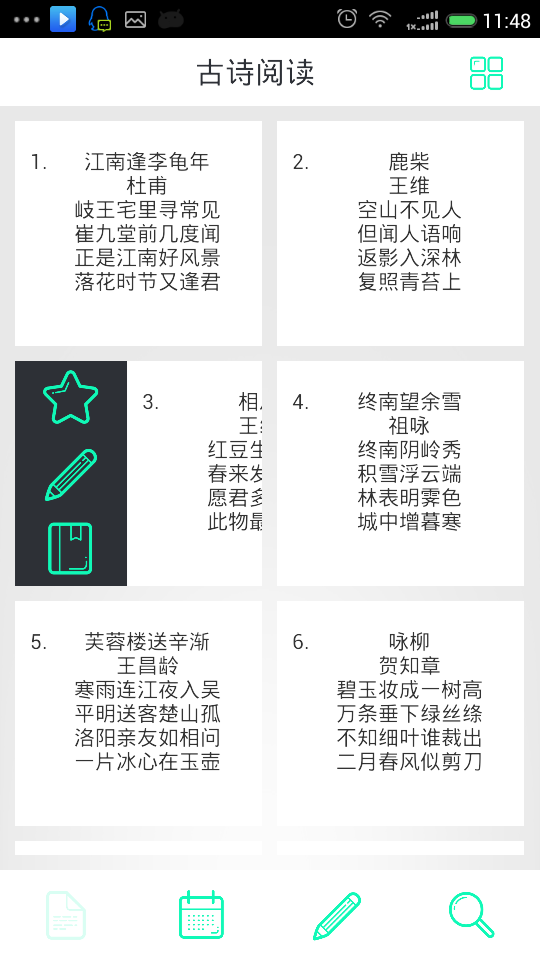 11:48
古诗阅读
1.
江南逢李龟年
杜甫
岐王宅里寻常见
崔九堂前几度闻
正是江南好风景
落花时节又逢君
2.
鹿柴
王维
空山不见人
但闻人语响
返影入深林
复照青苔上
3.
相
王
红豆生
春来发
愿君多
此物最
4.
终南望余雪
祖咏
终南阴岭秀
积雪浮云端
林表明霁色
城中增暮寒
5.
芙蓉楼送辛渐
王昌龄
寒雨连江夜入吴
平明送客楚山孤
洛阳亲友如相问
一片冰心在玉壶
6.
咏柳
贺知章
碧玉妆成一树高
万条垂下绿丝绦
不知细叶谁裁出
二月春风似剪刀